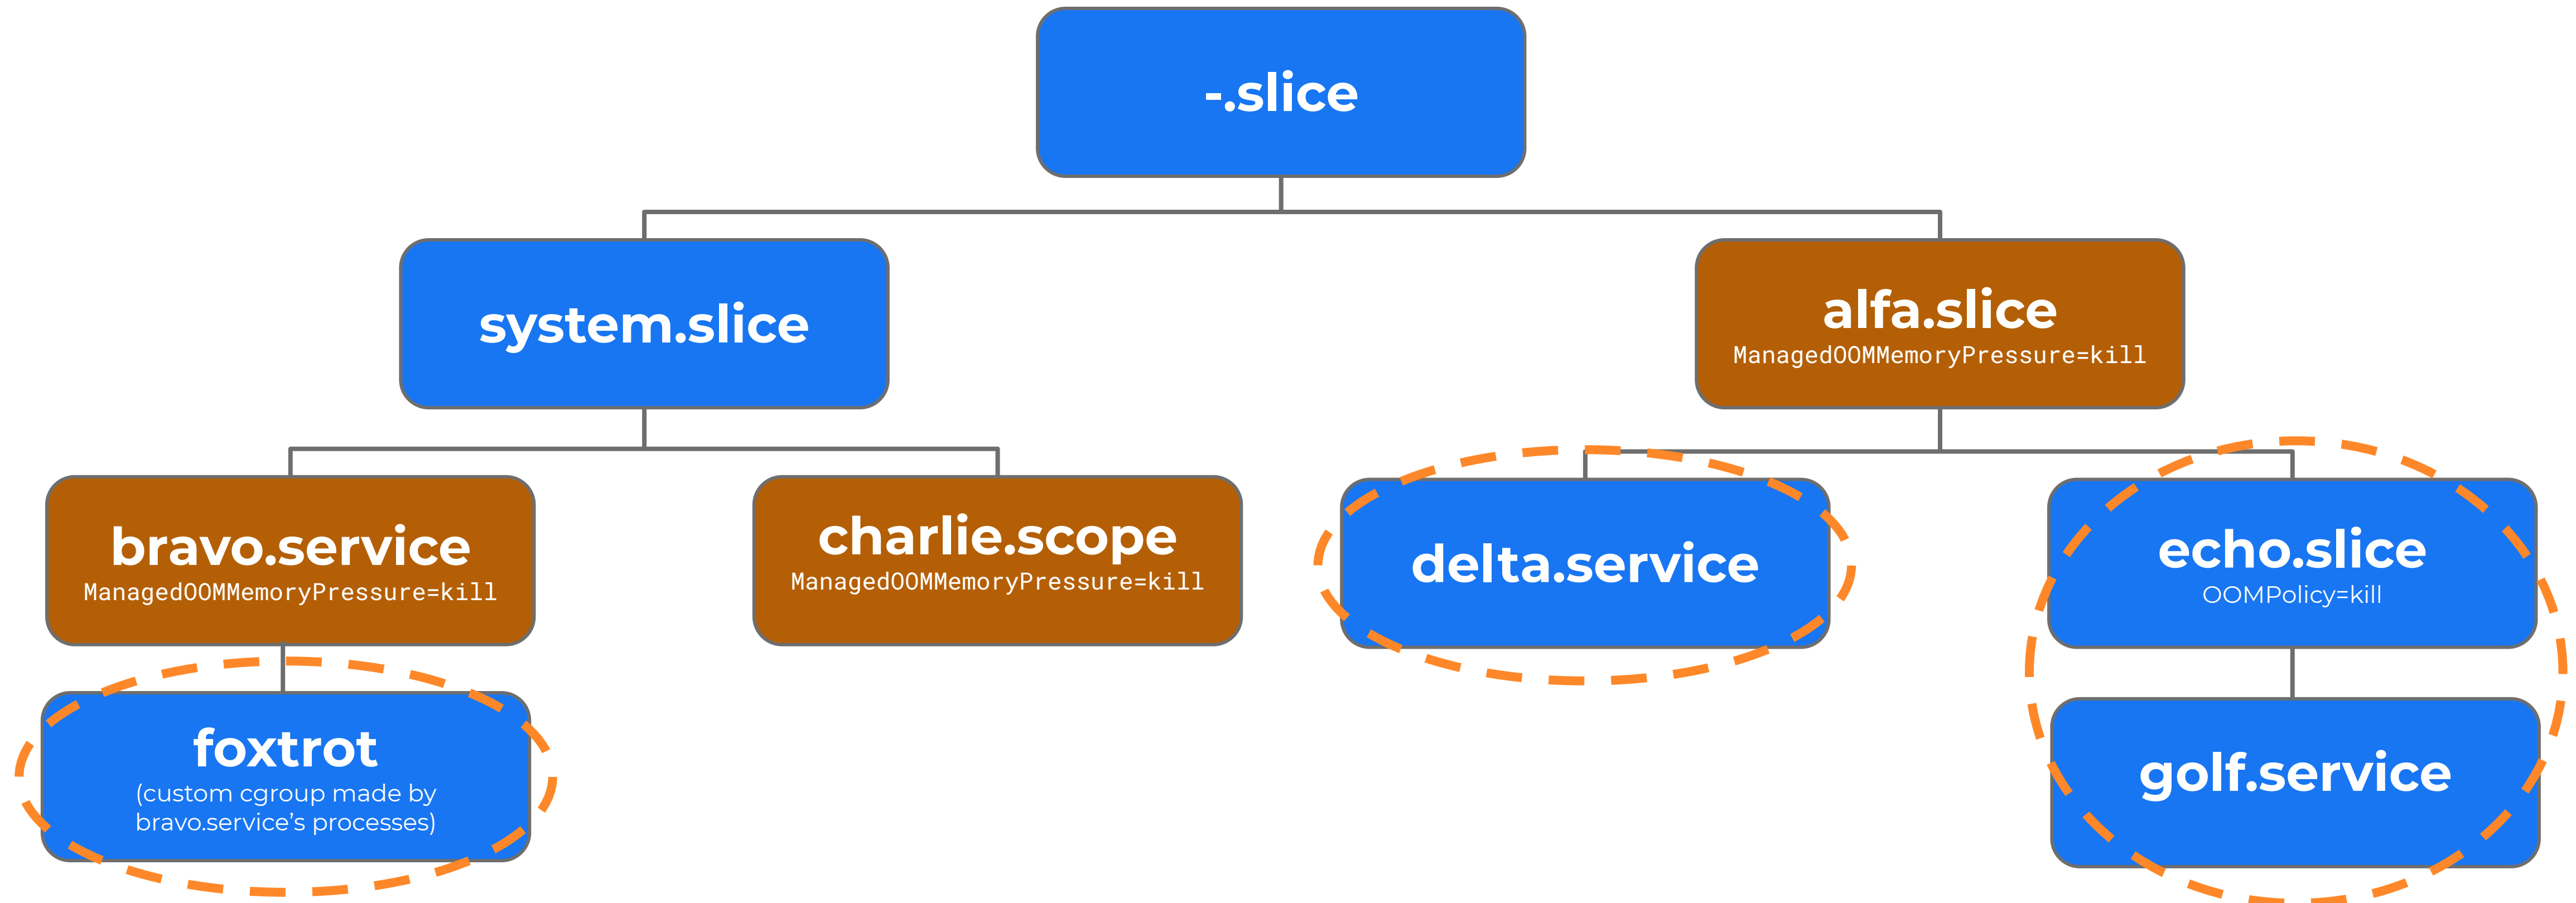 -.slice
system.slice
alfa.slice
ManagedOOMMemoryPressure=kill
bravo.service
ManagedOOMMemoryPressure=kill
charlie.scope
ManagedOOMMemoryPressure=kill
delta.service
echo.slice
OOMPolicy=kill
foxtrot
(custom cgroup made by
bravo.service’s processes)
golf.service